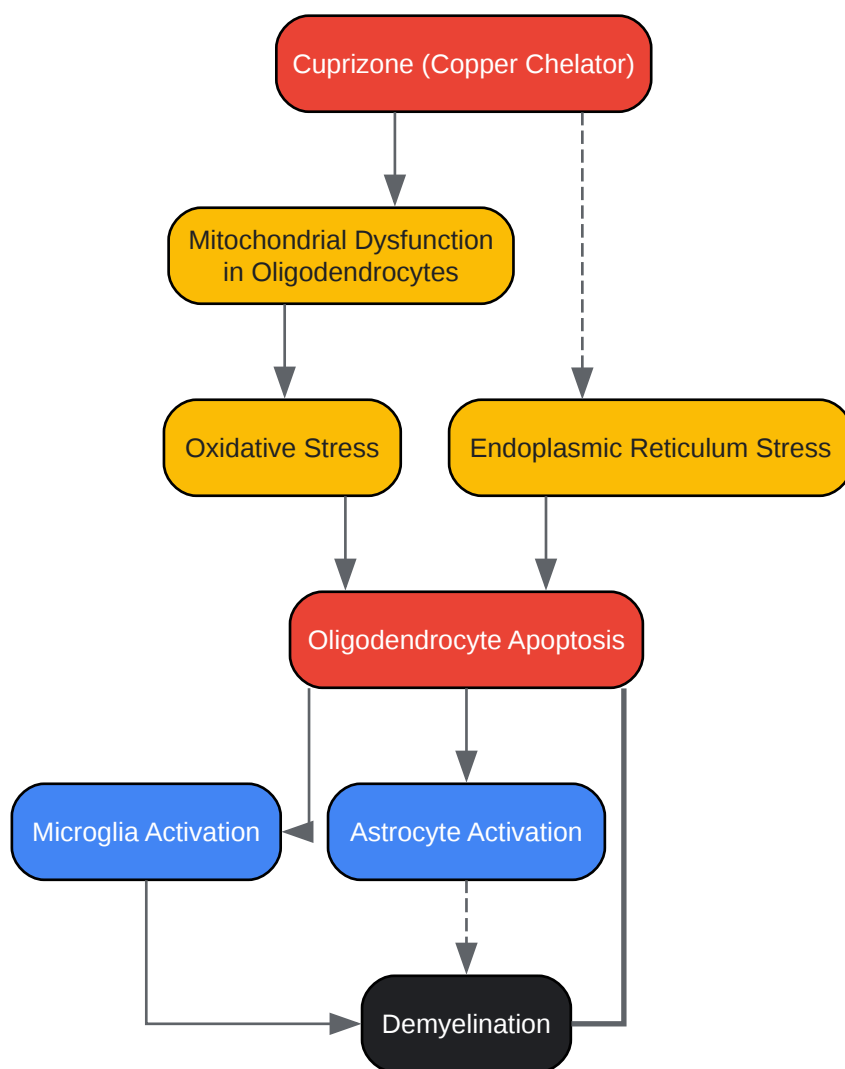 Cuprizone (Copper Chelator)
Mitochondrial Dysfunction
in Oligodendrocytes
Oxidative Stress
Endoplasmic Reticulum Stress
Oligodendrocyte Apoptosis
Microglia Activation
Astrocyte Activation
Demyelination